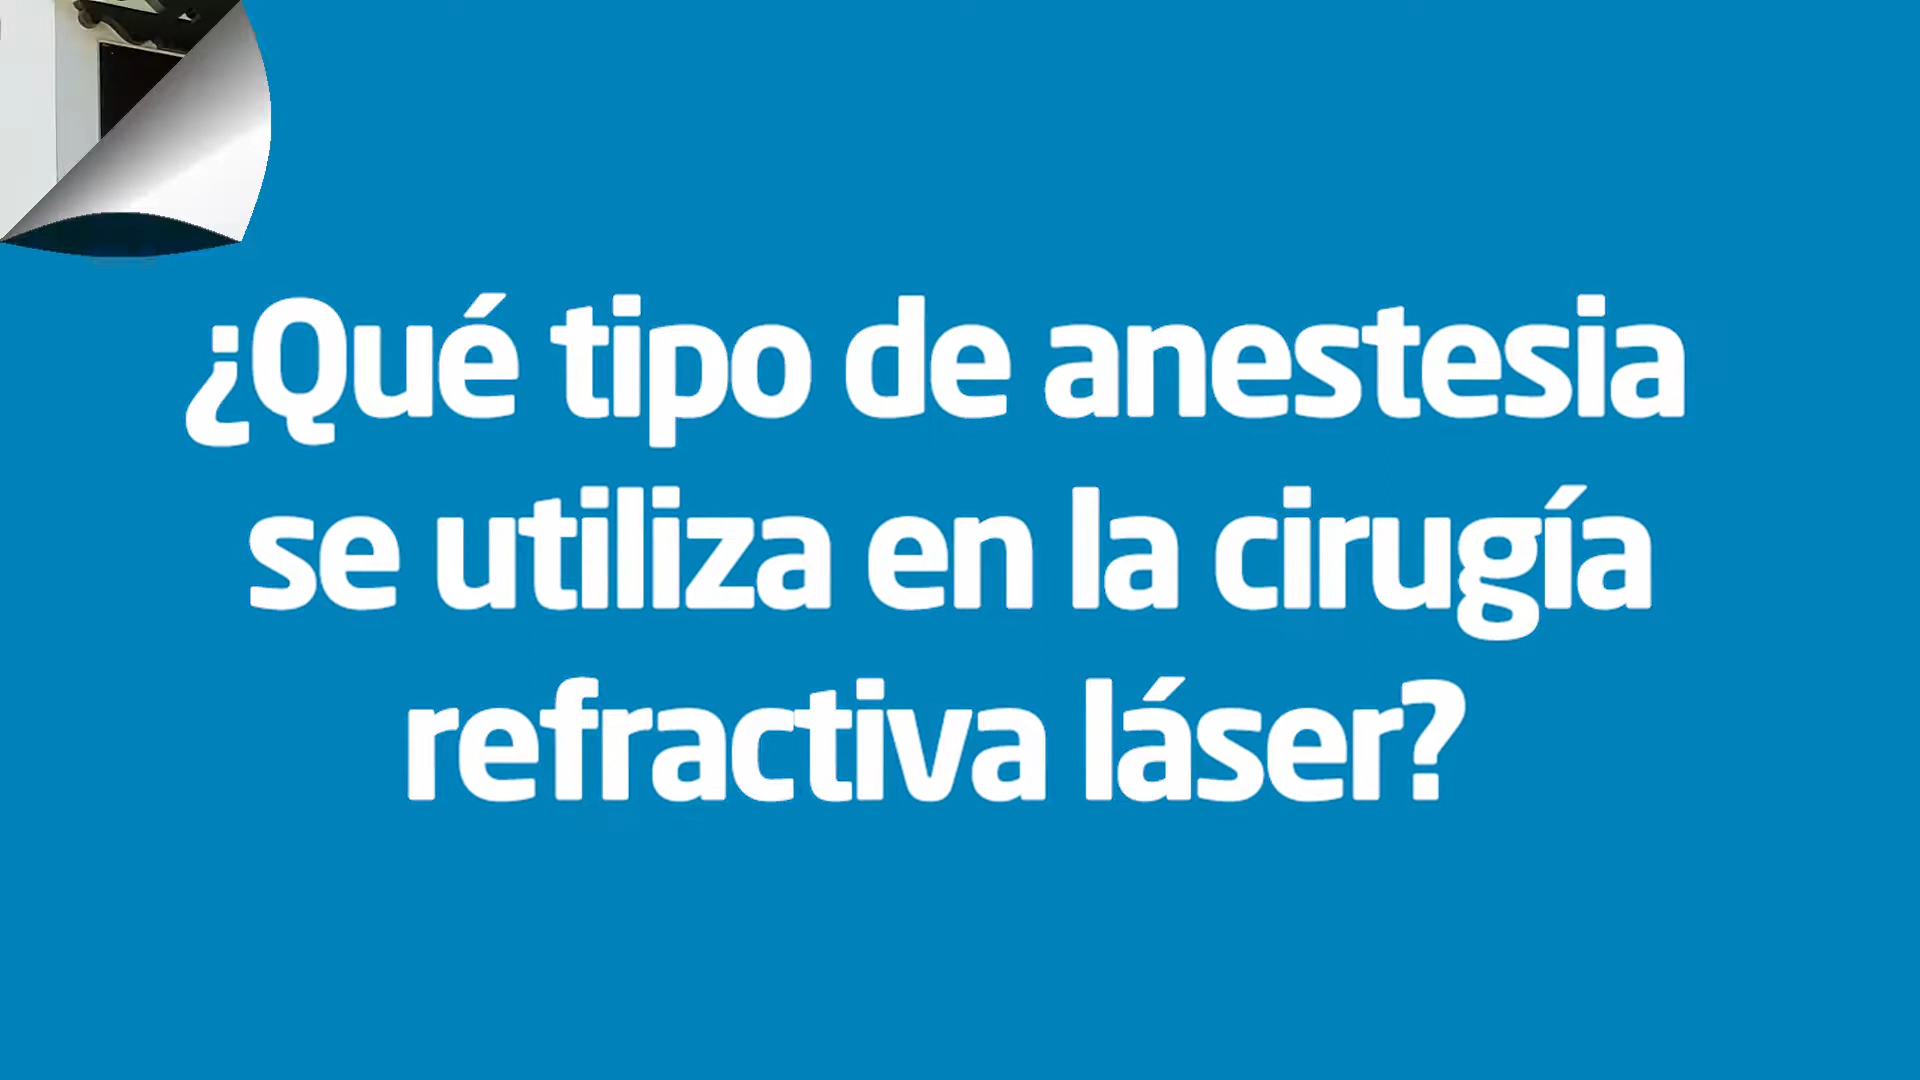 ¿Qué tipo de anestesia
se utiliza en la cirugía
refractiva láser?